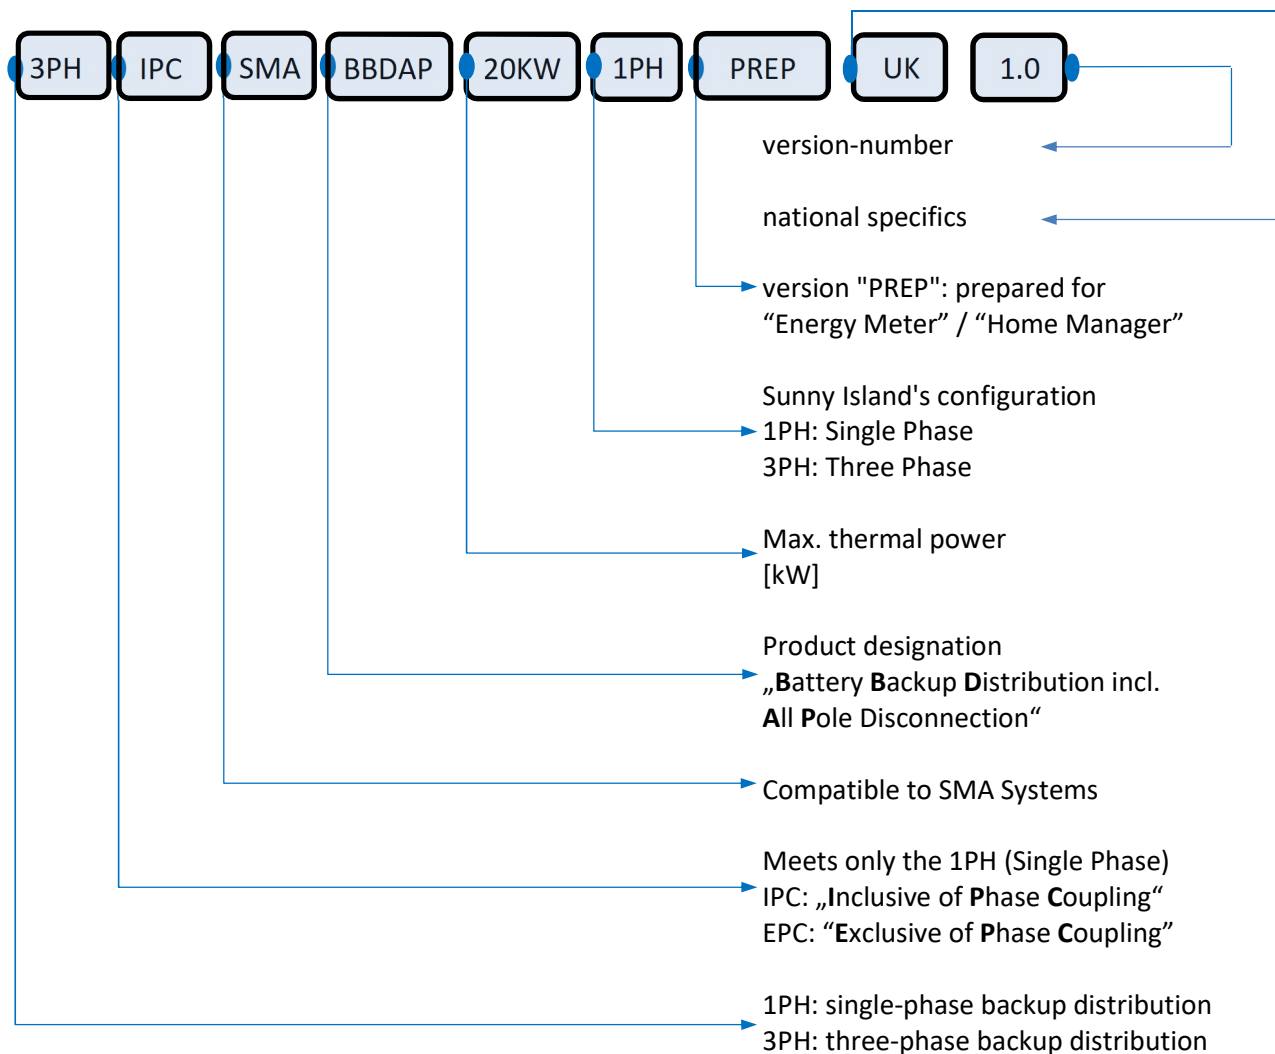 3PH IPC SMA BBDAP 20KW 1PH PREP UK 1.0
version-number
national specifics
version "PREP": prepared for
“Energy Meter” / “Home Manager”
Sunny Island's configuration
1PH: Single Phase
3PH: Three Phase
Max. thermal power
[kW]
Product designation
„Battery Backup Distribution incl.
All Pole Disconnection“
Compatible to SMA Systems
Meets only the 1PH (Single Phase)
IPC: „Inclusive of Phase Coupling“
EPC: “Exclusive of Phase Coupling”
1PH: single-phase backup distribution
3PH: three-phase backup distribution